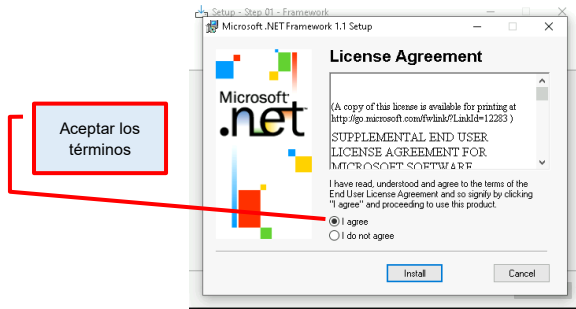 Setup - Step 01 - Framework
Microsoft .NET Framework 1.1 Setup
License Agreement
Microsoft
.net
(A copy of this license is available for printing at
http://go.microsoft.com/fwlink/?LinkId=12283 )
SUPPLEMENTAL END USER
LICENSE AGREEMENT FOR
MICROSOFT SOFTWARE
Aceptar los
términos
I have read, understood and agree to the terms of the
End User License Agreement and so signify by clicking
"I agree" and proceeding to use this product.
I agree
I do not agree
Install
Cancel